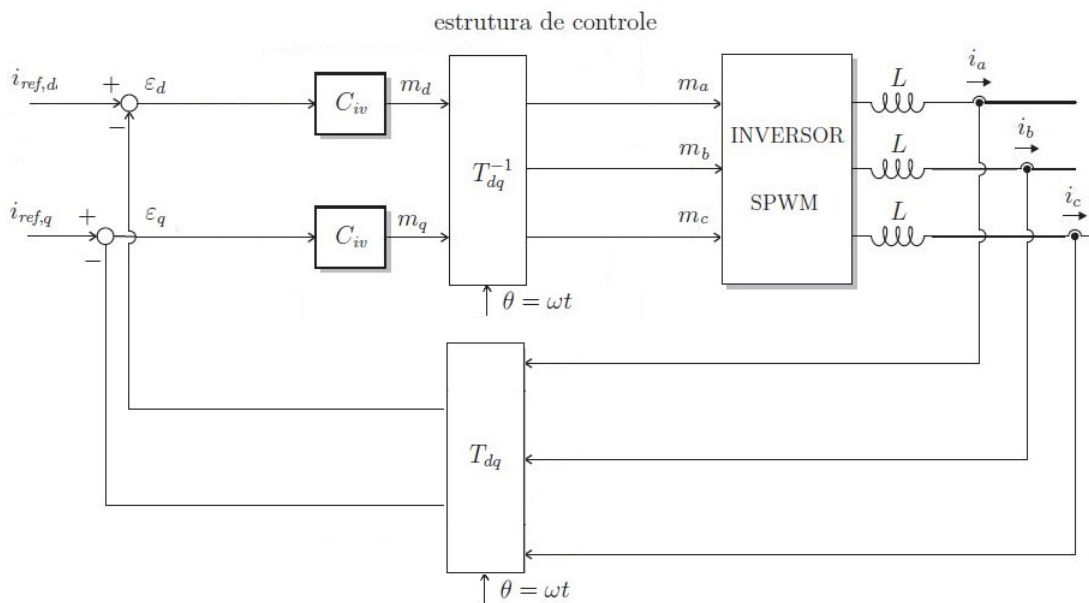 estrutura de controle
i_{ref,d}
+
−
ε_d
C_{iv}
m_d
T_{dq}^{-1}
m_a
INVERSOR
SPWM
L
i_a
m_b
L
i_b
i_{ref,q}
+
−
ε_q
C_{iv}
m_q
m_c
L
i_c
θ = ωt
T_{dq}
θ = ωt